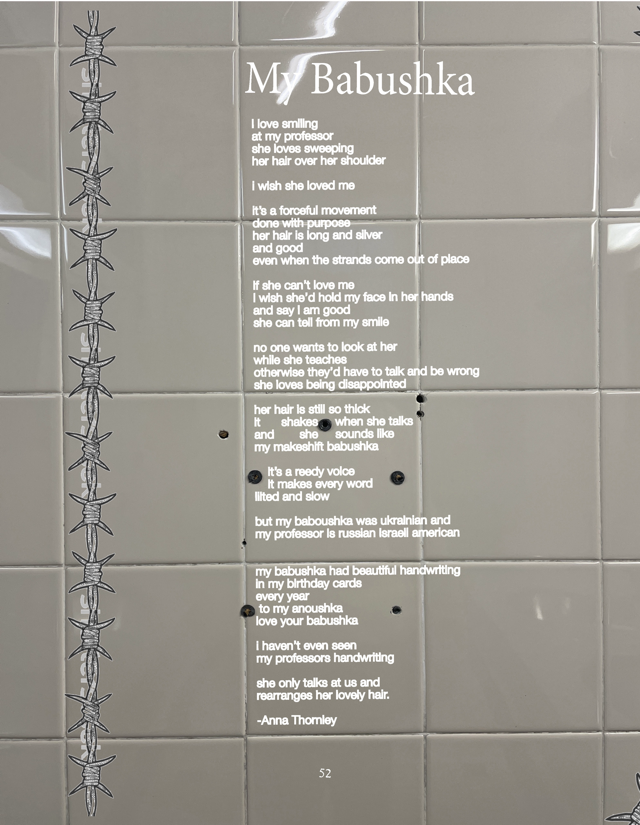 My Babushka
I love smiling
at my professor
she loves sweeping
her hair over her shoulder
I wish she loved me
it's a forceful movement
done with purpose
her hair is long and silver
and good
even when the strands come out of place
if she can't love me
I wish she'd hold my face in her hands
and say I am good
she can tell from my smile
no one wants to look at her
while she teaches
otherwise they'd have to talk and be wrong
she loves being disappointed
her hair is still so thick
it shakes when she talks
and she sounds like
my makeshift babushka
It's a reedy voice
It makes every word
lilted and slow
but my baboushka was ukrainian and
my professor is russian israeli american
my babushka had beautiful handwriting
in my birthday cards
every year
to my anoushka
love your babushka
I haven't even seen
my professors handwriting
she only talks at us and
rearranges her lovely hair.
-Anna Thornley
52